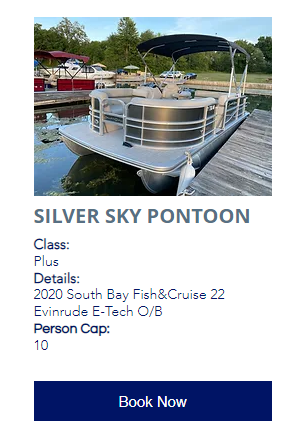 SILVER SKY PONTOON
Class:
Plus
Details:
2020 South Bay Fish&Cruise 22
Evinrude E-Tech O/B
Person Cap:
10
Book Now